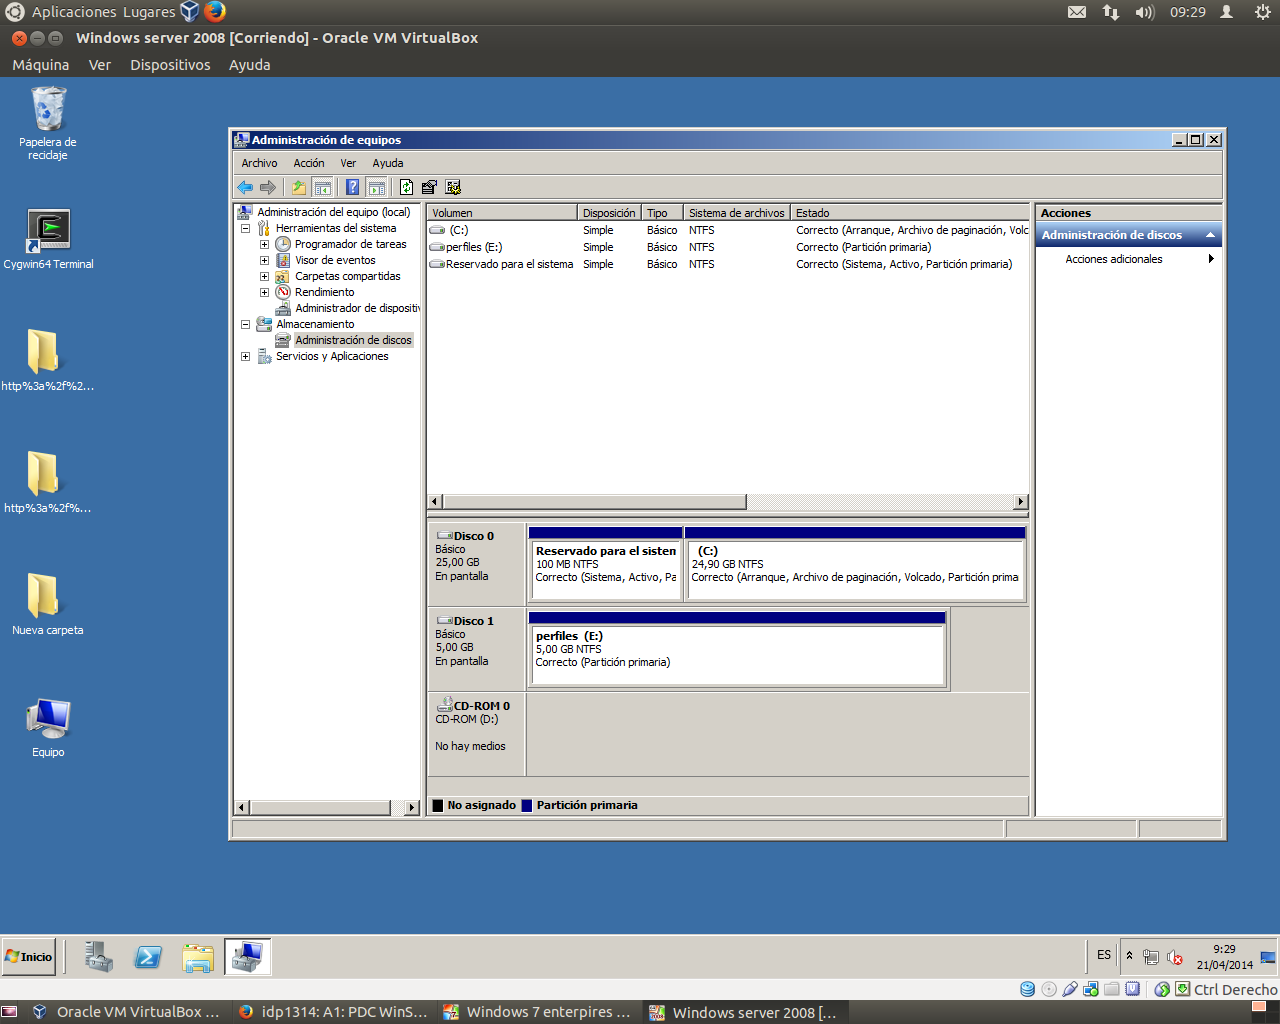 Aplicaciones Lugares 09:29
Windows server 2008 [Corriendo] - Oracle VM VirtualBox
Máquina Ver Dispositivos Ayuda
Papelera de
reciclaje
Cygwin64 Terminal
http%3a%2f%2...
http%3a%2f%...
Nueva carpeta
Equipo
Administración de equipos
Archivo Acción Ver Ayuda
Administración del equipo (local)
Herramientas del sistema
Programador de tareas
Visor de eventos
Carpetas compartidas
Rendimiento
Administrador de dispositiv
Almacenamiento
Administración de discos
Servicios y Aplicaciones
Volumen Disposición Tipo Sistema de archivos Estado
(C:) Simple Básico NTFS Correcto (Arranque, Archivo de paginación, Volc
perfiles (E:) Simple Básico NTFS Correcto (Partición primaria)
Reservado para el sistema Simple Básico NTFS Correcto (Sistema, Activo, Partición primaria)
Acciones
Administración de discos
Acciones adicionales
Disco 0
Básico
25,00 GB
En pantalla
Reservado para el sisten
100 MB NTFS
Correcto (Sistema, Activo, Pa
(C:)
24,90 GB NTFS
Correcto (Arranque, Archivo de paginación, Volcado, Partición prima
Disco 1
Básico
5,00 GB
En pantalla
perfiles (E:)
5,00 GB NTFS
Correcto (Partición primaria)
CD-ROM 0
CD-ROM (D:)
No hay medios
No asignado Partición primaria
Inicio
ES
9:29
21/04/2014
Ctrl Derecho
Oracle VM VirtualBox ... idp1314: A1: PDC WinS... Windows 7 enterpires ... Windows server 2008 [...